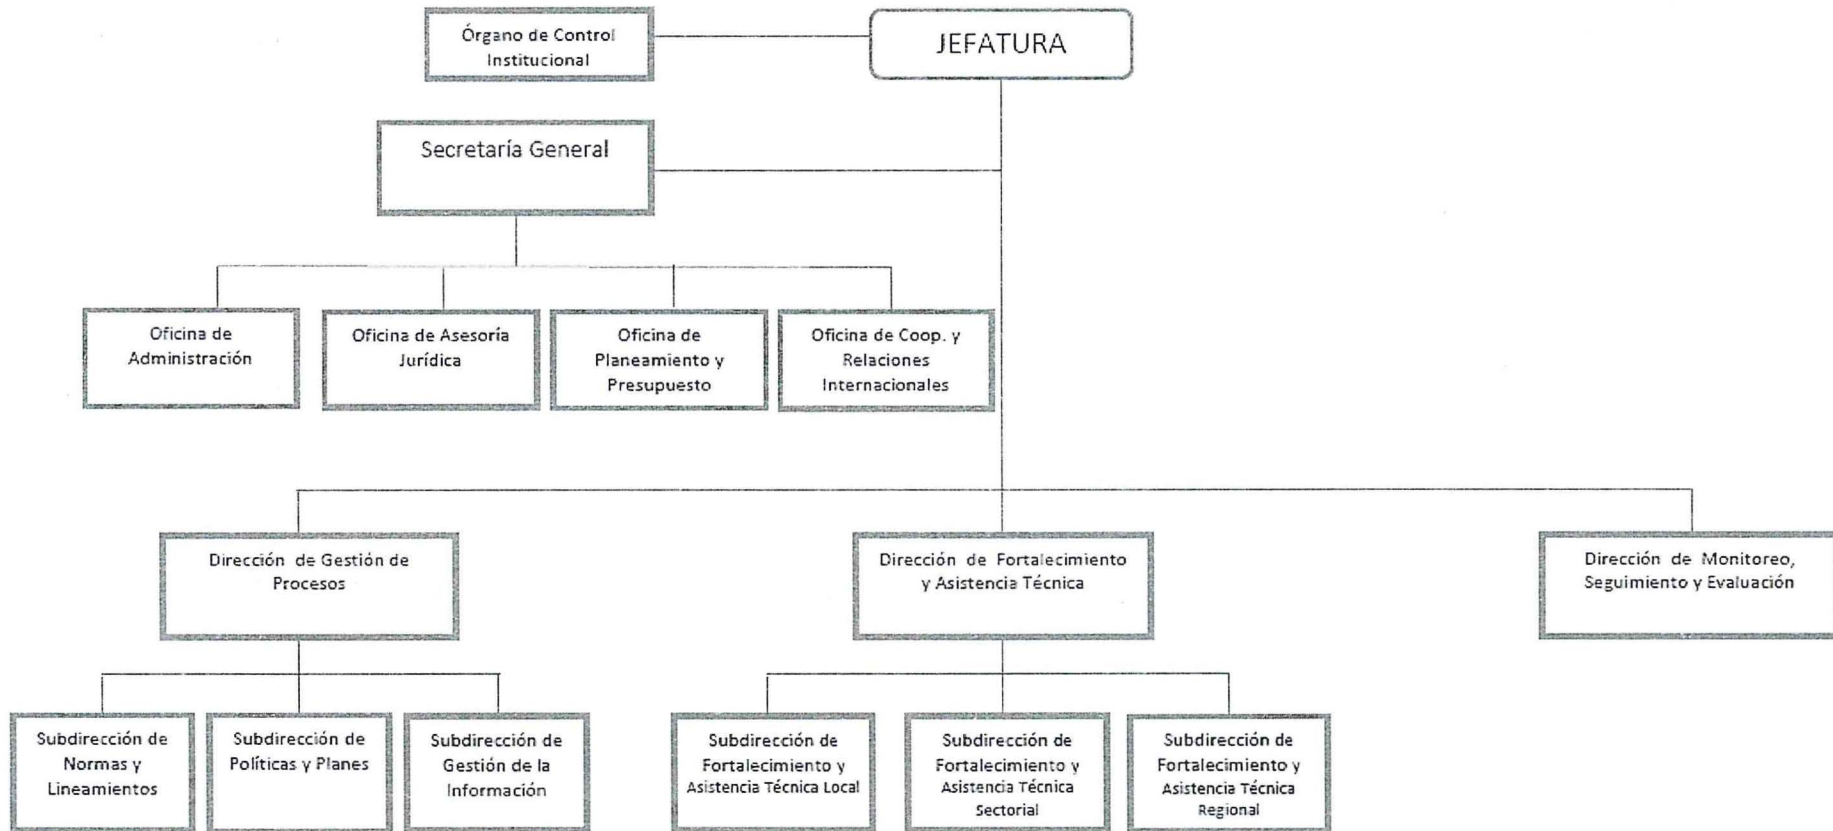 Órgano de Control
Institucional
JEFATURA
Secretaría General
Oficina de
Administración
Oficina de Asesoría
Jurídica
Oficina de
Planeamiento y
Presupuesto
Oficina de Coop. y
Relaciones
Internacionales
Dirección de Gestión de
Procesos
Dirección de Fortalecimiento
y Asistencia Técnica
Dirección de Monitoreo,
Seguimiento y Evaluación
Subdirección de
Normas y
Lineamientos
Subdirección de
Políticas y Planes
Subdirección de
Gestión de la
Información
Subdirección de
Fortalecimiento y
Asistencia Técnica Local
Subdirección de
Fortalecimiento y
Asistencia Técnica
Sectorial
Subdirección de
Fortalecimiento y
Asistencia Técnica
Regional